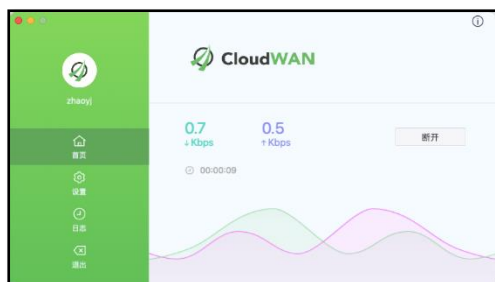 CloudWAN
zhaoyj
首页
设置
日志
退出
0.7
↓Kbps
0.5
↑Kbps
断开
00:00:09